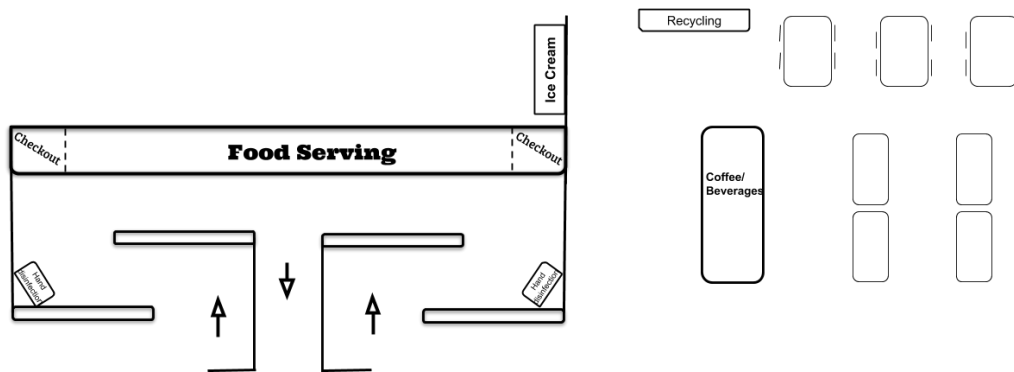 Recycling
Ice Cream
Checkout
Food Serving
Checkout
Coffee/
Beverages
Hand
disinfection
Hand
disinfection